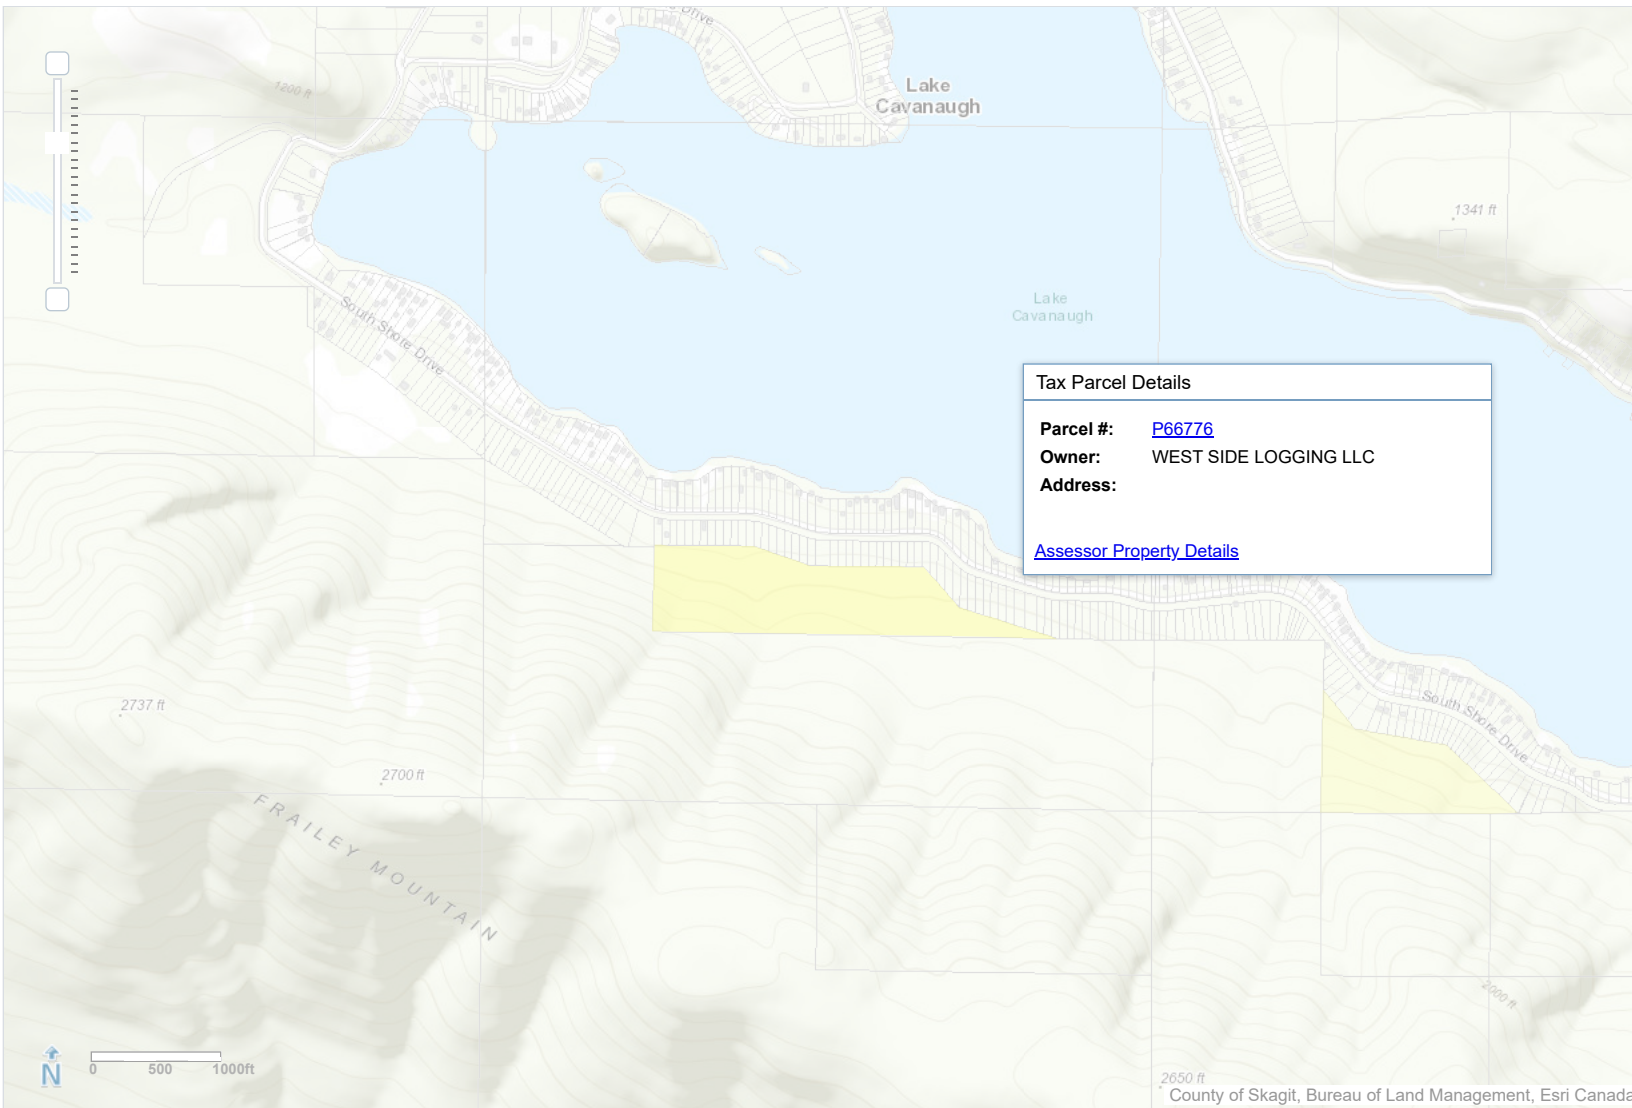 Drive
1200 ft
Lake
Cavanaugh
1341 ft
Lake
Cavanaugh
South Shore Drive
Tax Parcel Details
Parcel #: P66776
Owner: WEST SIDE LOGGING LLC
Address:
Assessor Property Details
South Shore Drive
2737 ft
2700 ft
FRAILEY MOUNTAIN
2000 ft
N
0 500 1000ft
2650 ft
County of Skagit, Bureau of Land Management, Esri Canada